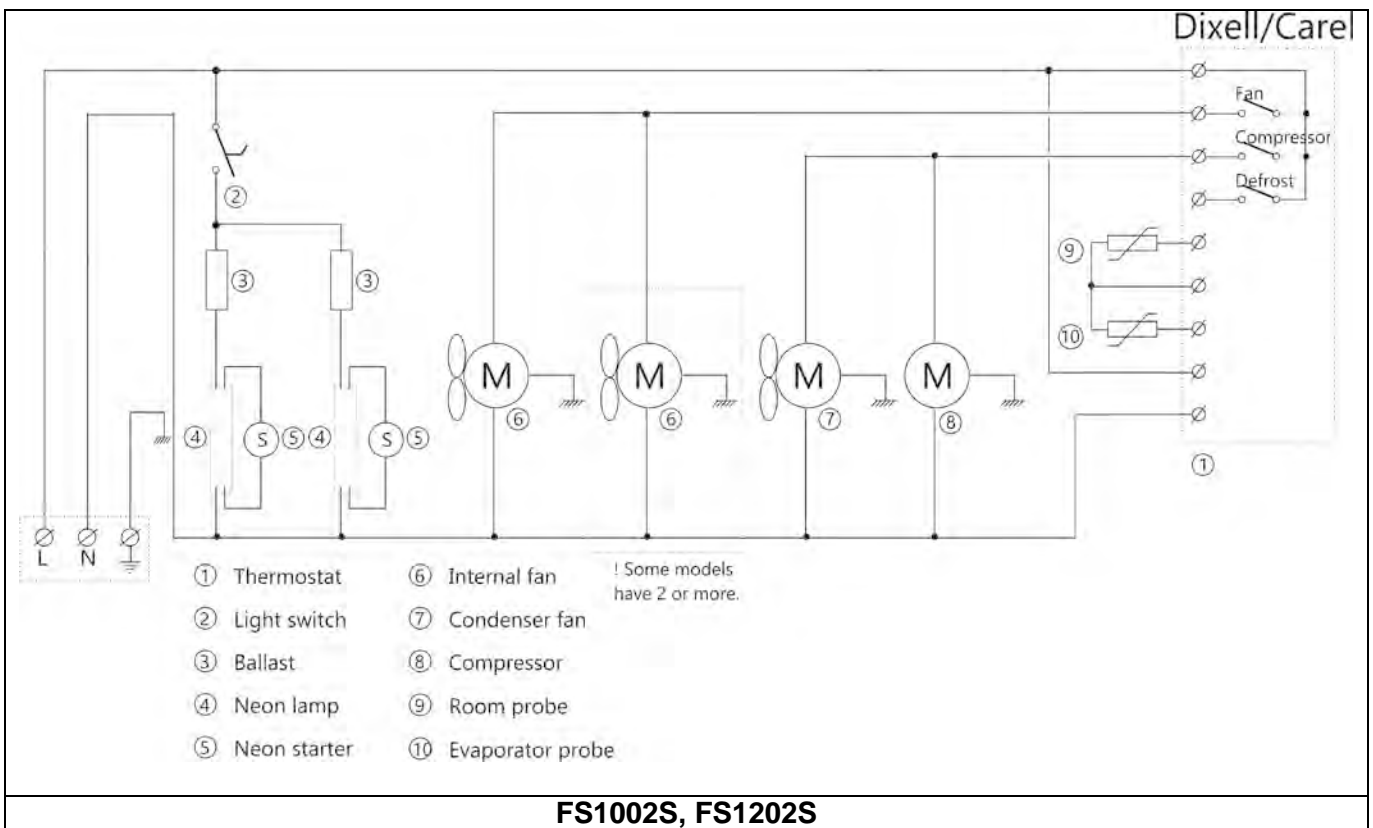 Dixell/Carel
Fan
Compressor
Defrost
②
③
③
⑨
⑩
M
M
M
M
⑥
⑥
⑦
⑧
④
S
⑤
④
S
⑤
①
L
N
① Thermostat
② Light switch
③ Ballast
④ Neon lamp
⑤ Neon starter
⑥ Internal fan
⑦ Condenser fan
⑧ Compressor
⑨ Room probe
⑩ Evaporator probe
! Some models
have 2 or more.
FS1002S, FS1202S